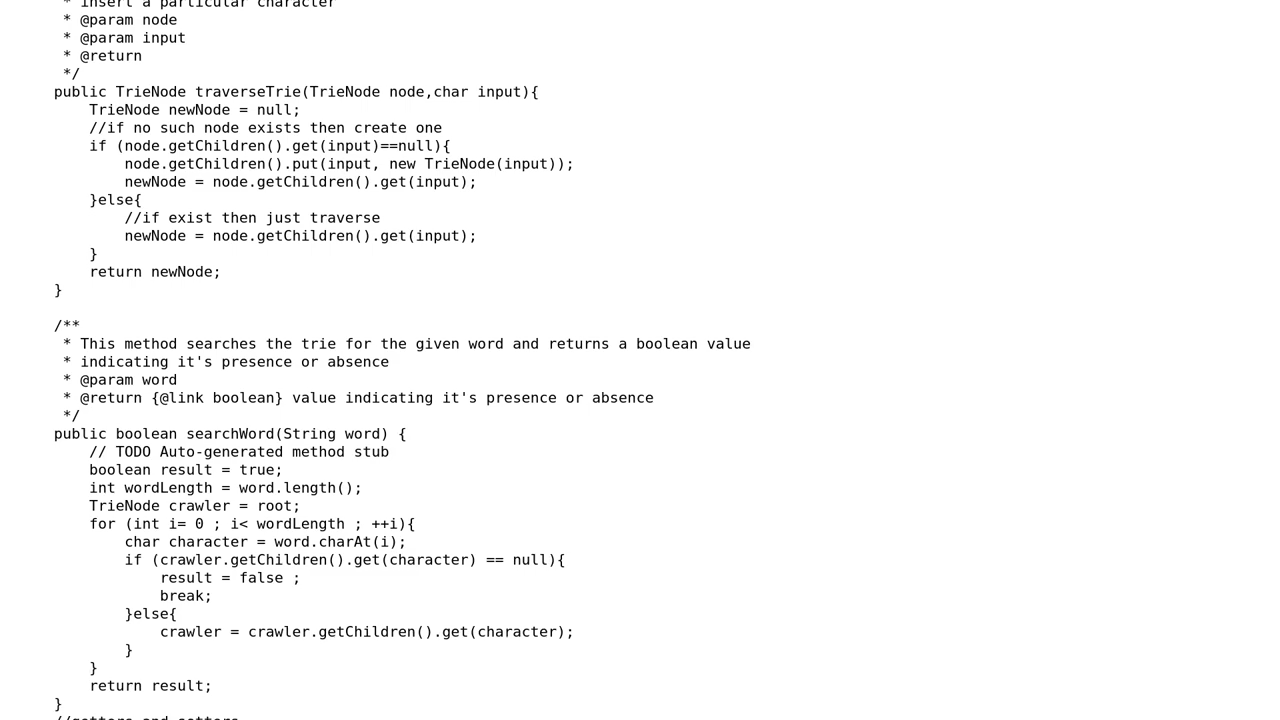 * insert a particular character
* @param node
* @param input
* @return
*/
public TrieNode traverseTrie(TrieNode node,char input){
TrieNode newNode = null;
//if no such node exists then create one
if (node.getChildren().get(input)==null){
node.getChildren().put(input, new TrieNode(input));
newNode = node.getChildren().get(input);
}else{
//if exist then just traverse
newNode = node.getChildren().get(input);
}
return newNode;
}
/**
* This method searches the trie for the given word and returns a boolean value
* indicating it's presence or absence
* @param word
* @return {@link boolean} value indicating it's presence or absence
*/
public boolean searchWord(String word) {
// TODO Auto-generated method stub
boolean result = true;
int wordLength = word.length();
TrieNode crawler = root;
for (int i= 0 ; i< wordLength ; ++i){
char character = word.charAt(i);
if (crawler.getChildren().get(character) == null){
result = false ;
break;
}else{
crawler = crawler.getChildren().get(character);
}
}
return result;
}
//getters and setters